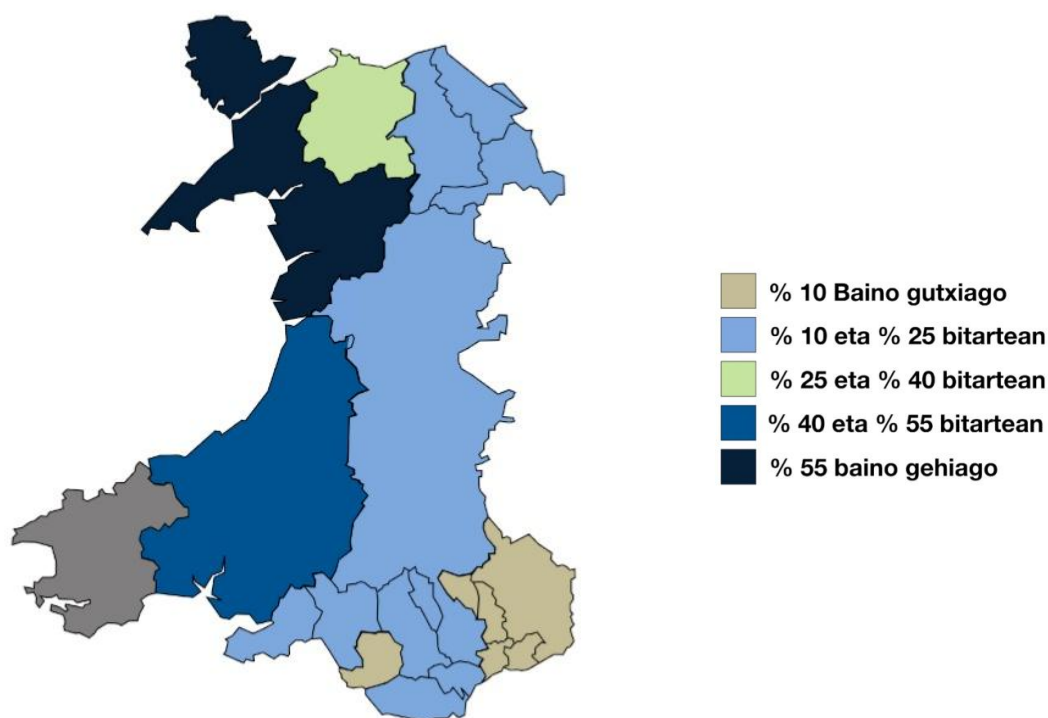 % 10 Baino gutxiago
% 10 eta % 25 bitartean
% 25 eta % 40 bitartean
% 40 eta % 55 bitartean
% 55 baino gehiago